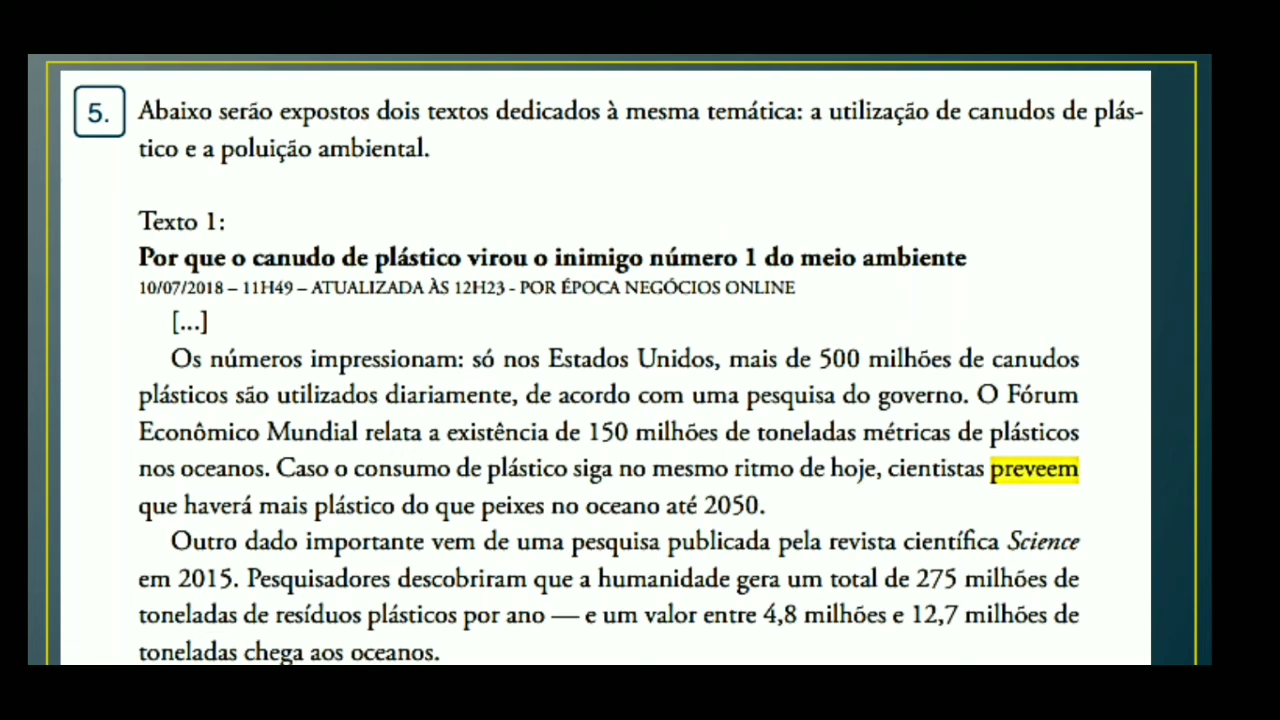 5. Abaixo serão expostos dois textos dedicados à mesma temática: a utilização de canudos de plás-
tico e a poluição ambiental.
Texto 1:
Por que o canudo de plástico virou o inimigo número 1 do meio ambiente
10/07/2018 – 11H49 – ATUALIZADA ÀS 12H23 - POR ÉPOCA NEGÓCIOS ONLINE
[...]
Os números impressionam: só nos Estados Unidos, mais de 500 milhões de canudos
plásticos são utilizados diariamente, de acordo com uma pesquisa do governo. O Fórum
Econômico Mundial relata a existência de 150 milhões de toneladas métricas de plásticos
nos oceanos. Caso o consumo de plástico siga no mesmo ritmo de hoje, cientistas preveem
que haverá mais plástico do que peixes no oceano até 2050.
Outro dado importante vem de uma pesquisa publicada pela revista científica Science
em 2015. Pesquisadores descobriram que a humanidade gera um total de 275 milhões de
toneladas de resíduos plásticos por ano — e um valor entre 4,8 milhões e 12,7 milhões de
toneladas chega aos oceanos.